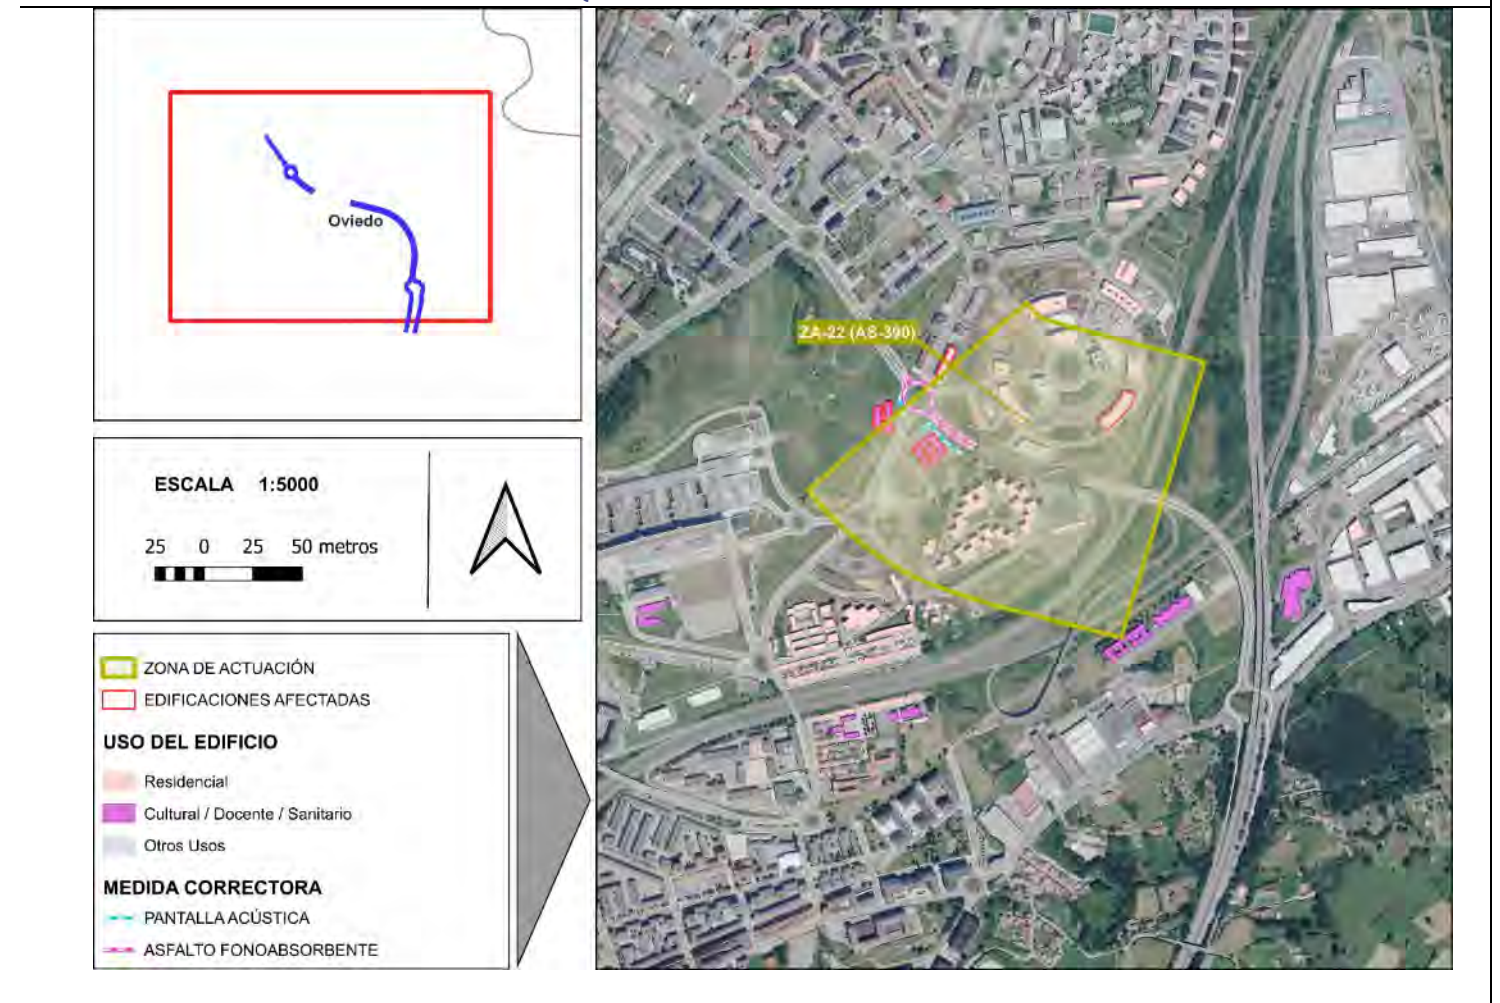 Oviedo
ESCALA 1:5000
25 0 25 50 metros
ZONA DE ACTUACIÓN
EDIFICACIONES AFECTADAS
USO DEL EDIFICIO
Residencial
Cultural / Docente / Sanitario
Otros Usos
MEDIDA CORRECTORA
PANTALLA ACÚSTICA
ASFALTO FONOABSORBENTE
ZA-22 (AS-390)